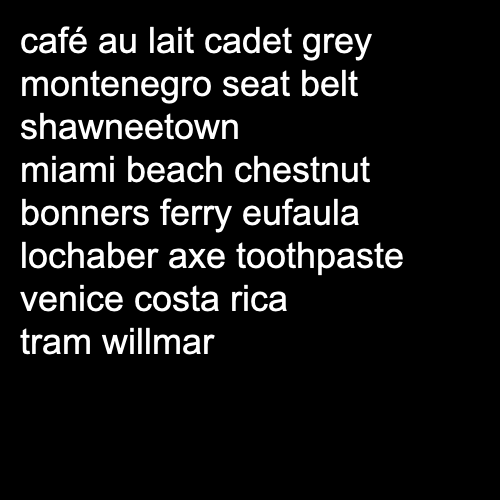 café au lait cadet grey
montenegro seat belt
shawneetown
miami beach chestnut
bonners ferry eufaula
lochaber axe toothpaste
venice costa rica
tram willmar